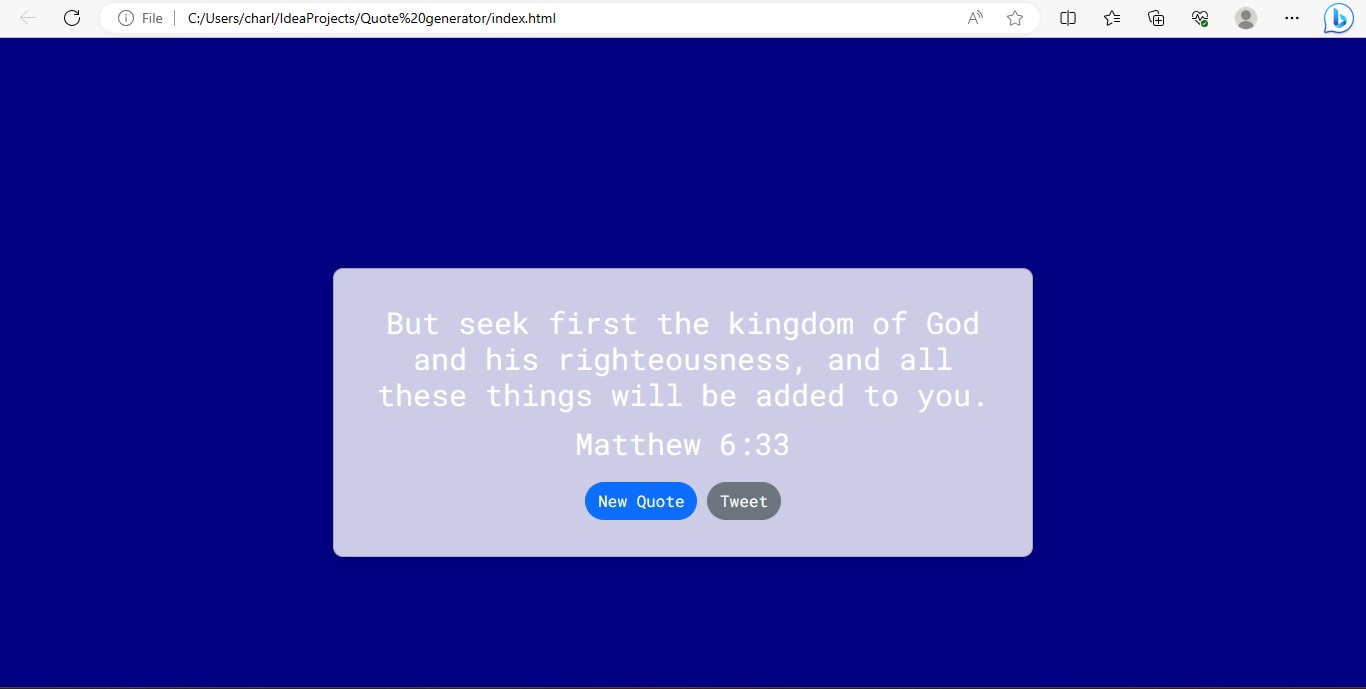 File
C:/Users/charl/IdeaProjects/Quote%20generator/index.html
But seek first the kingdom of God
and his righteousness, and all
these things will be added to you.
Matthew 6:33
New Quote
Tweet